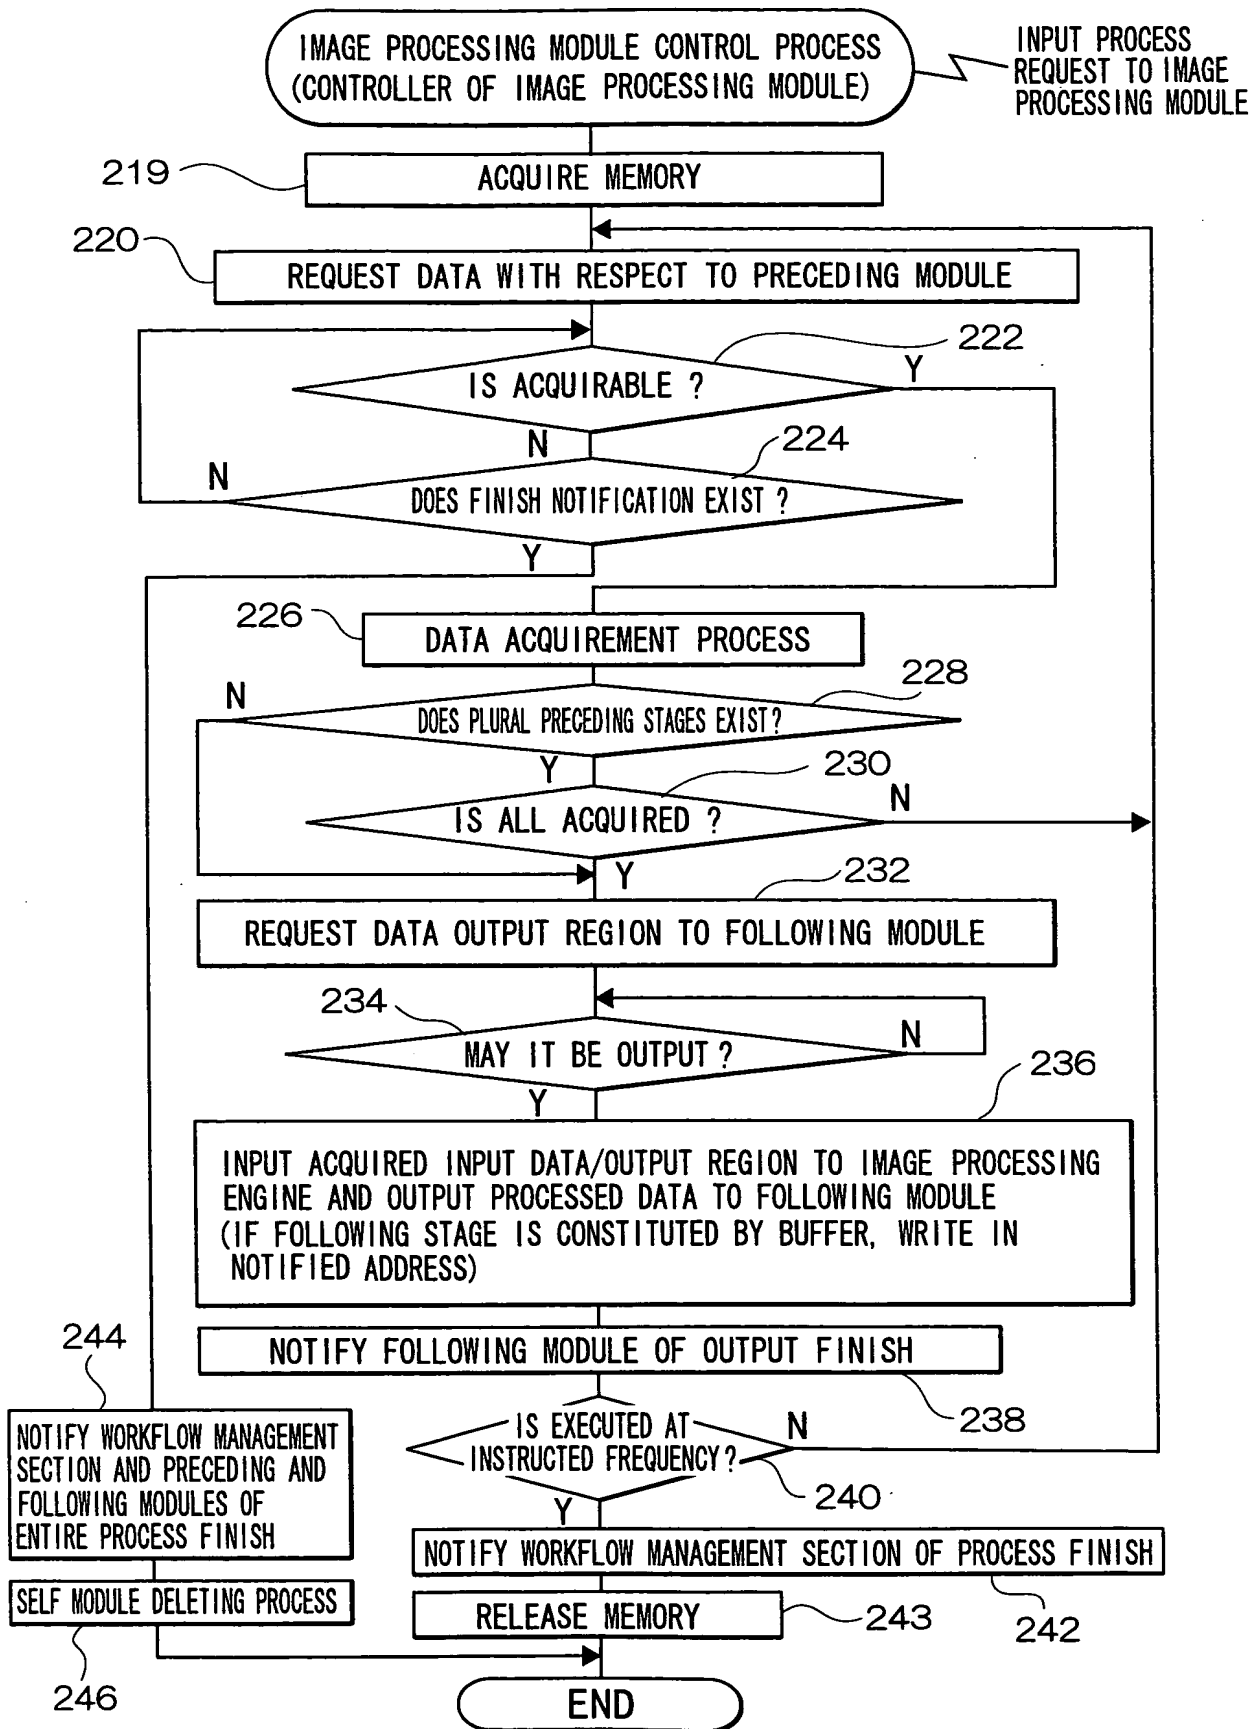 IMAGE PROCESSING MODULE CONTROL PROCESS
(CONTROLLER OF IMAGE PROCESSING MODULE)
INPUT PROCESS
REQUEST TO IMAGE
PROCESSING MODULE
219
ACQUIRE MEMORY
220
REQUEST DATA WITH RESPECT TO PRECEDING MODULE
222
IS ACQUIRABLE ?
Y
N
224
N
DOES FINISH NOTIFICATION EXIST ?
Y
226
DATA ACQUIREMENT PROCESS
228
N
DOES PLURAL PRECEDING STAGES EXIST?
Y
230
IS ALL ACQUIRED ?
N
Y
232
REQUEST DATA OUTPUT REGION TO FOLLOWING MODULE
234
MAY IT BE OUTPUT ?
N
Y
236
INPUT ACQUIRED INPUT DATA/OUTPUT REGION TO IMAGE PROCESSING
ENGINE AND OUTPUT PROCESSED DATA TO FOLLOWING MODULE
(IF FOLLOWING STAGE IS CONSTITUTED BY BUFFER, WRITE IN
NOTIFIED ADDRESS)
NOTIFY FOLLOWING MODULE OF OUTPUT FINISH
238
IS EXECUTED AT
INSTRUCTED FREQUENCY?
N
240
Y
244
NOTIFY WORKFLOW MANAGEMENT
SECTION AND PRECEDING AND
FOLLOWING MODULES OF
ENTIRE PROCESS FINISH
NOTIFY WORKFLOW MANAGEMENT SECTION OF PROCESS FINISH
242
SELF MODULE DELETING PROCESS
246
RELEASE MEMORY
243
END